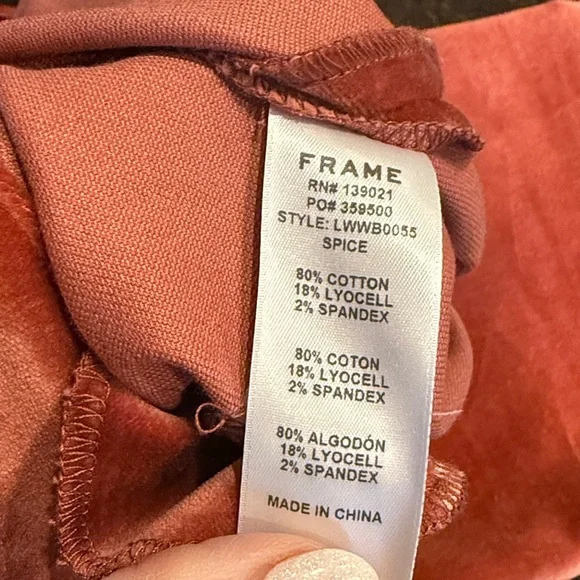 FRAME
RN# 139021
PO# 359500
STYLE: LWWB0055
SPICE
80% COTTON
18% LYOCELL
2% SPANDEX
80% COTON
18% LYOCELL
2% SPANDEX
80% ALGODÓN
18% LYOCELL
2% SPANDEX
MADE IN CHINA